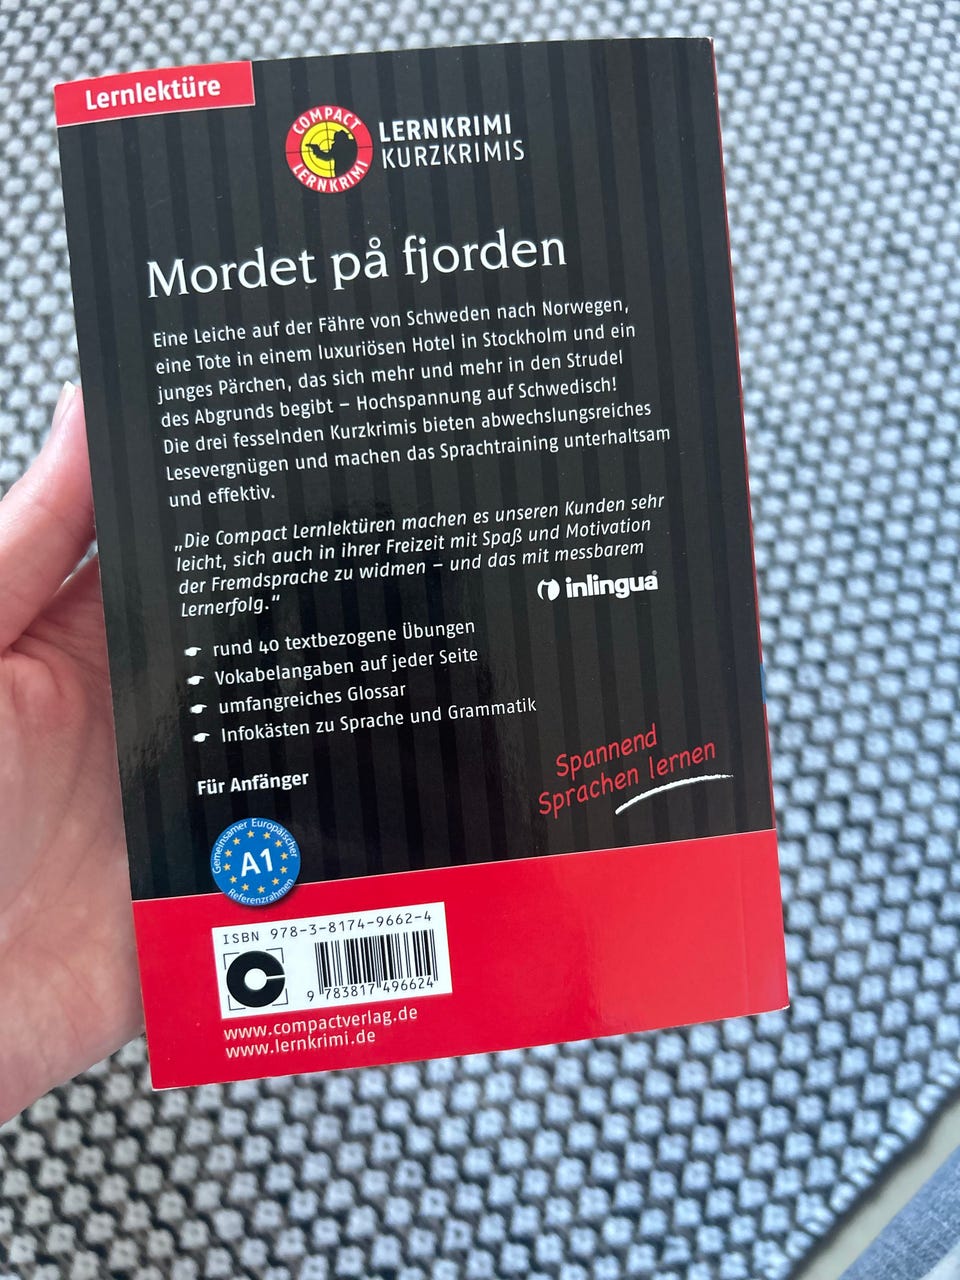 Lernlektüre
COMPACT
LERNKRIMI
LERNKRIMI
KURZKRIMIS
Mordet på fjorden
Eine Leiche auf der Fähre von Schweden nach Norwegen,
eine Tote in einem luxuriösen Hotel in Stockholm und ein
junges Pärchen, das sich mehr und mehr in den Strudel
des Abgrunds begibt – Hochspannung auf Schwedisch!
Die drei fesselnden Kurzkrimis bieten abwechslungsreiches
Lesevergnügen und machen das Sprachtraining unterhaltsam
und effektiv.
„Die Compact Lernlektüren machen es unseren Kunden sehr
leicht, sich auch in ihrer Freizeit mit Spaß und Motivation
der Fremdsprache zu widmen – und das mit messbarem
Lernerfolg.“
inlingua®
rund 40 textbezogene Übungen
Vokabelangaben auf jeder Seite
umfangreiches Glossar
Infokästen zu Sprache und Grammatik
Spannend
Sprachen lernen
Für Anfänger
Gemeinsamer Europäischer
A1
Referenzrahmen
ISBN 978-3-8174-9662-4
9 783817 496624
www.compactverlag.de
www.lernkrimi.de